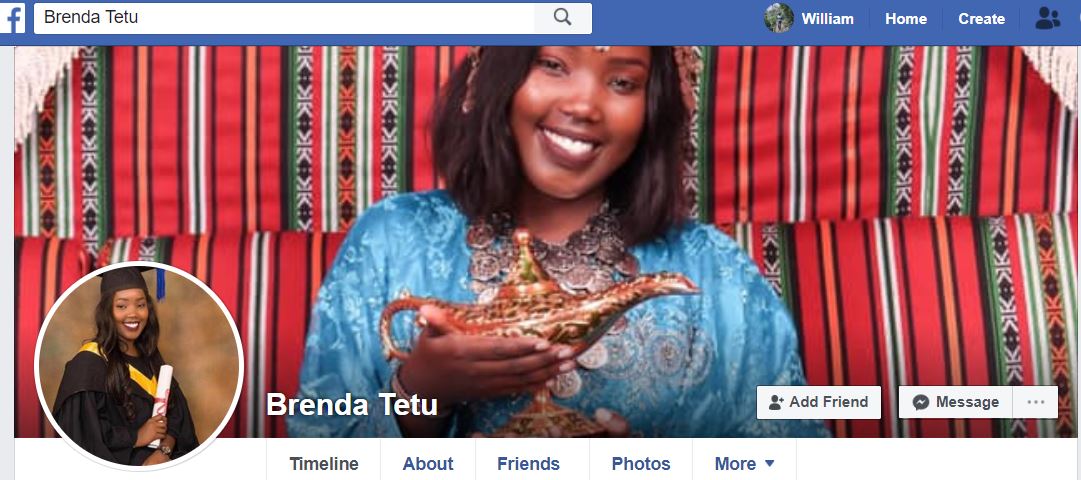 f Brenda Tetu William Home Create
Brenda Tetu Add Friend Message ...
Timeline About Friends Photos More